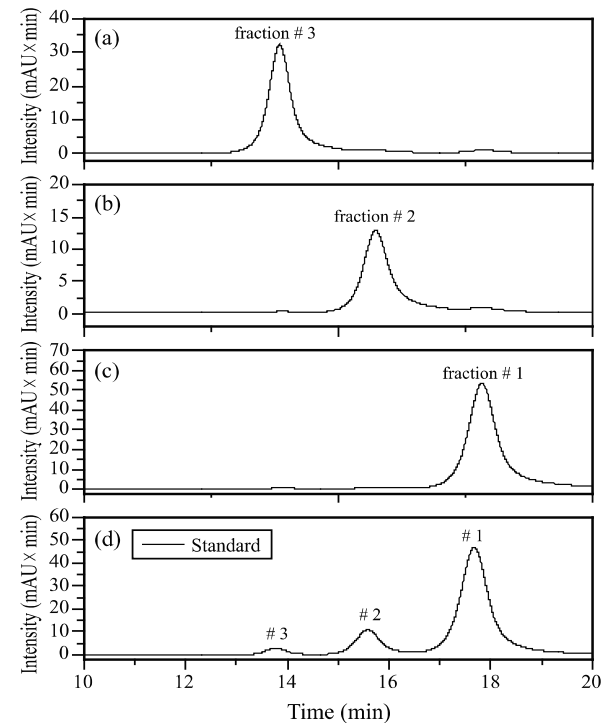 (a)
fraction # 3
Intensity (mAU×min)
40
30
20
10
0
(b)
fraction # 2
Intensity (mAU×min)
20
15
10
5
0
(c)
fraction # 1
Intensity (mAU×min)
70
60
50
40
30
20
10
0
(d)
Standard
# 1
# 2
# 3
Intensity (mAU×min)
60
50
40
30
20
10
0
10 12 14 16 18 20
Time (min)